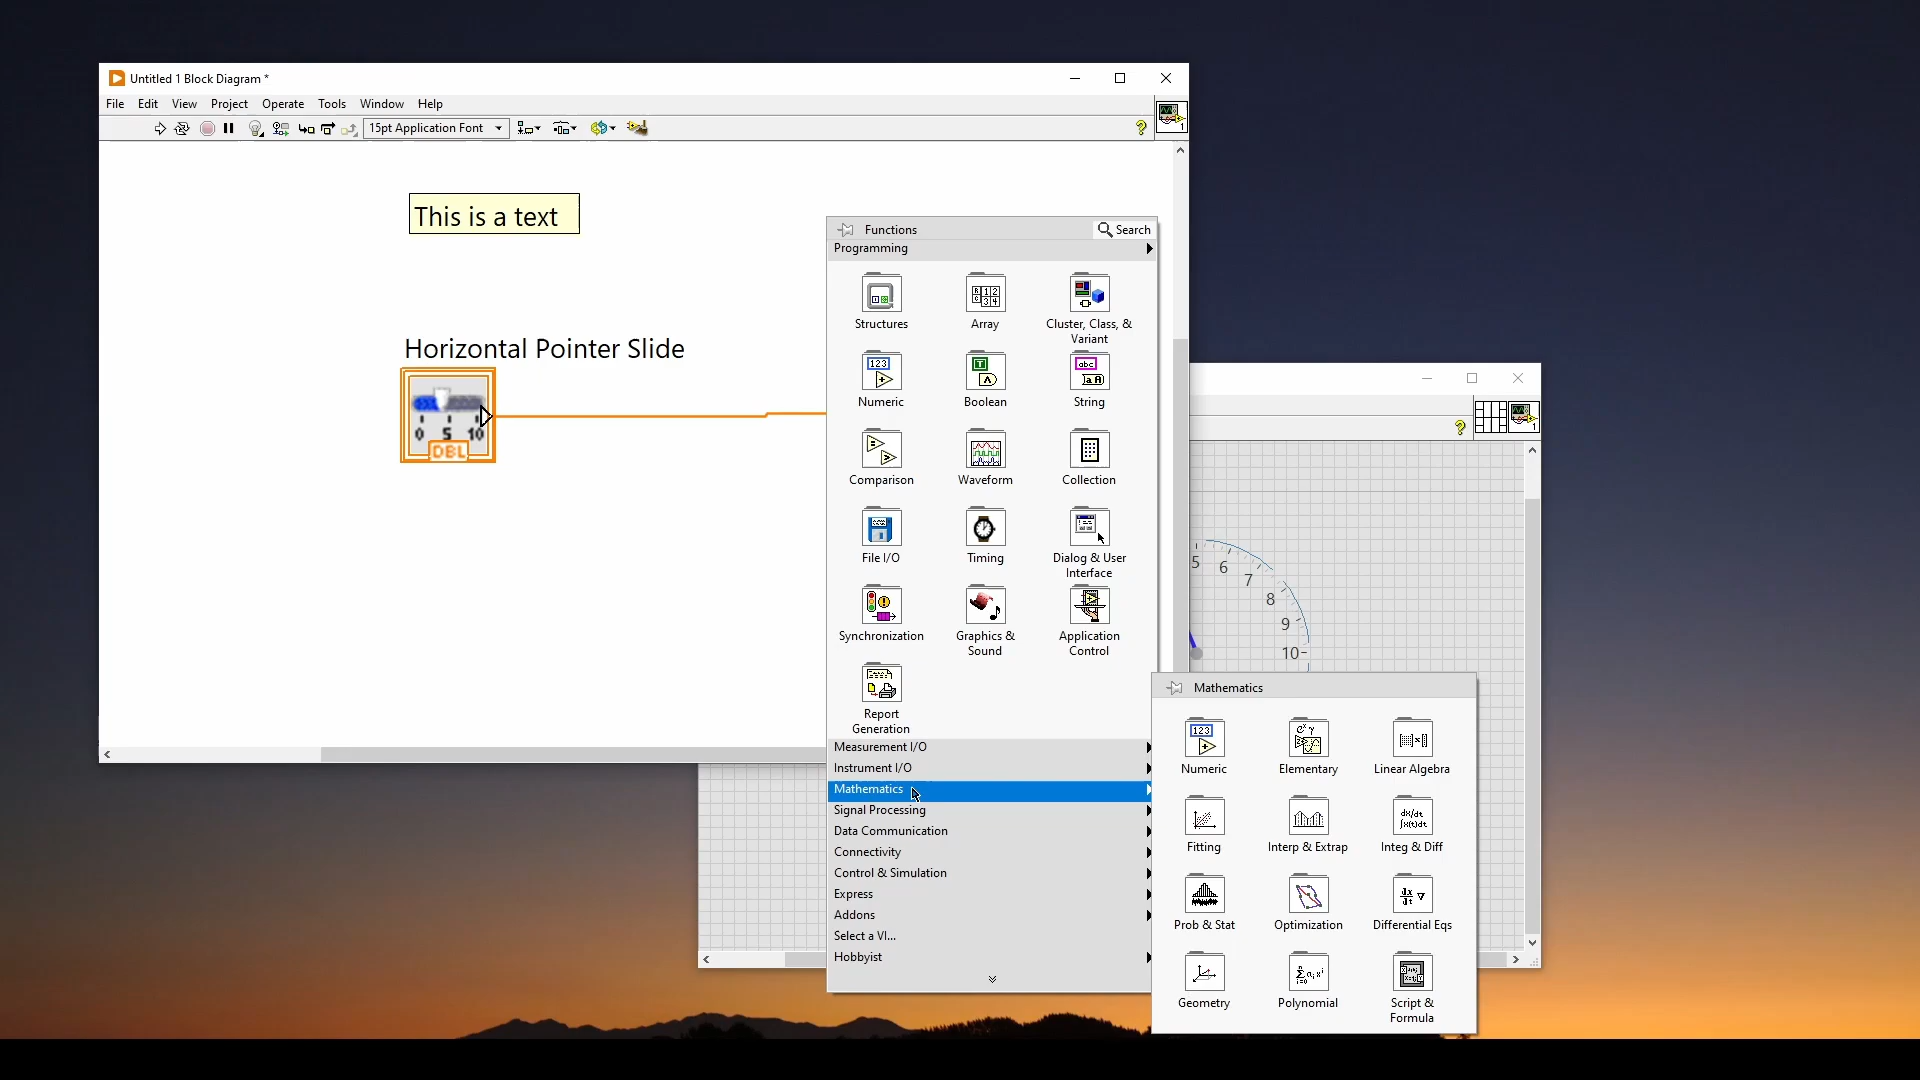 Untitled 1 Block Diagram *
File Edit View Project Operate Tools Window Help
15pt Application Font
This is a text
Horizontal Pointer Slide
0 5 10
DBL
Functions Search
Programming
Structures Array Cluster, Class, &
Variant
Numeric Boolean String
Comparison Waveform Collection
File I/O Timing Dialog & User
Interface
Synchronization Graphics & Application
Sound Control
Report
Generation
Measurement I/O
Instrument I/O
Mathematics
Signal Processing
Data Communication
Connectivity
Control & Simulation
Express
Addons
Select a VI...
Hobbyist
5 6 7 8 9 10
Mathematics
Numeric Elementary Linear Algebra
Fitting Interp & Extrap Integ & Diff
Prob & Stat Optimization Differential Eqs
Geometry Polynomial Script &
Formula